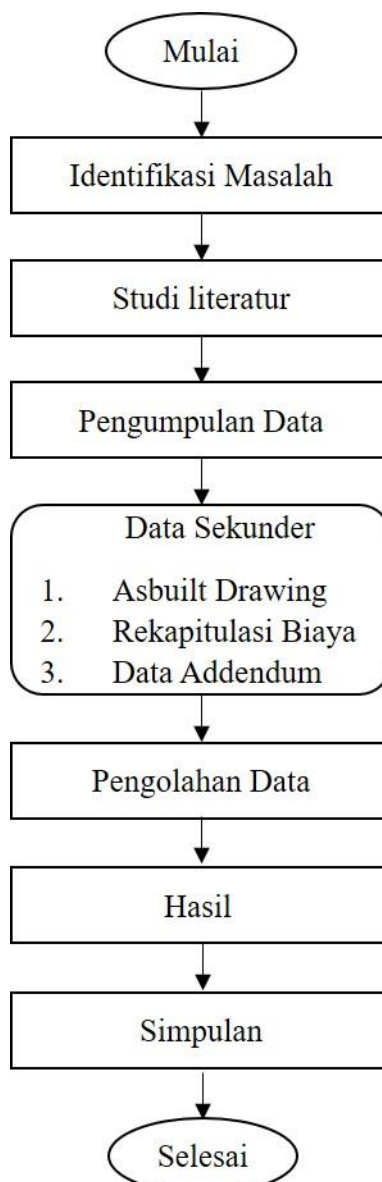 Mulai
Identifikasi Masalah
Studi literatur
Pengumpulan Data
Data Sekunder
1. Asbuilt Drawing
2. Rekapitulasi Biaya
3. Data Addendum
Pengolahan Data
Hasil
Simpulan
Selesai